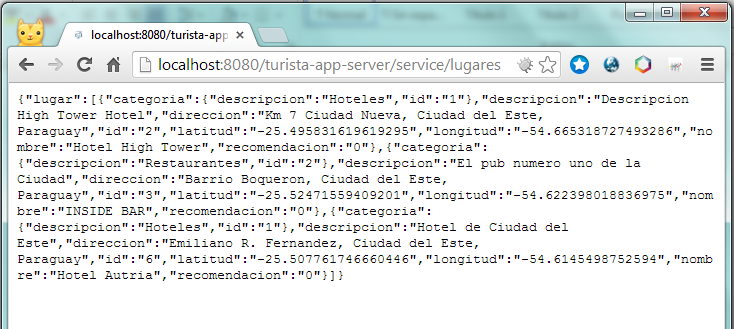 localhost:8080/turista-app
localhost:8080/turista-app-server/service/lugares
{"lugar":[{"categoria":{"descripcion":"Hoteles","id":"1"},"descripcion":"Descripcion
High Tower Hotel","direccion":"Km 7 Ciudad Nueva, Ciudad del Este,
Paraguay","id":"2","latitud":"-25.495831619619295","longitud":"-54.665318727493286","no
mbre":"Hotel High Tower","recomendacion":"0"},{"categoria":
{"descripcion":"Restaurantes","id":"2"},"descripcion":"El pub numero uno de la
Ciudad","direccion":"Barrio Boqueron, Ciudad del Este,
Paraguay","id":"3","latitud":"-25.52471559409201","longitud":"-54.622398018836975","nom
bre":"INSIDE BAR","recomendacion":"0"},{"categoria":
{"descripcion":"Hoteles","id":"1"},"descripcion":"Hotel de Ciudad del
Este","direccion":"Emiliano R. Fernandez, Ciudad del Este,
Paraguay","id":"6","latitud":"-25.507761746660446","longitud":"-54.6145498752594","nomb
re":"Hotel Autria","recomendacion":"0"}]}